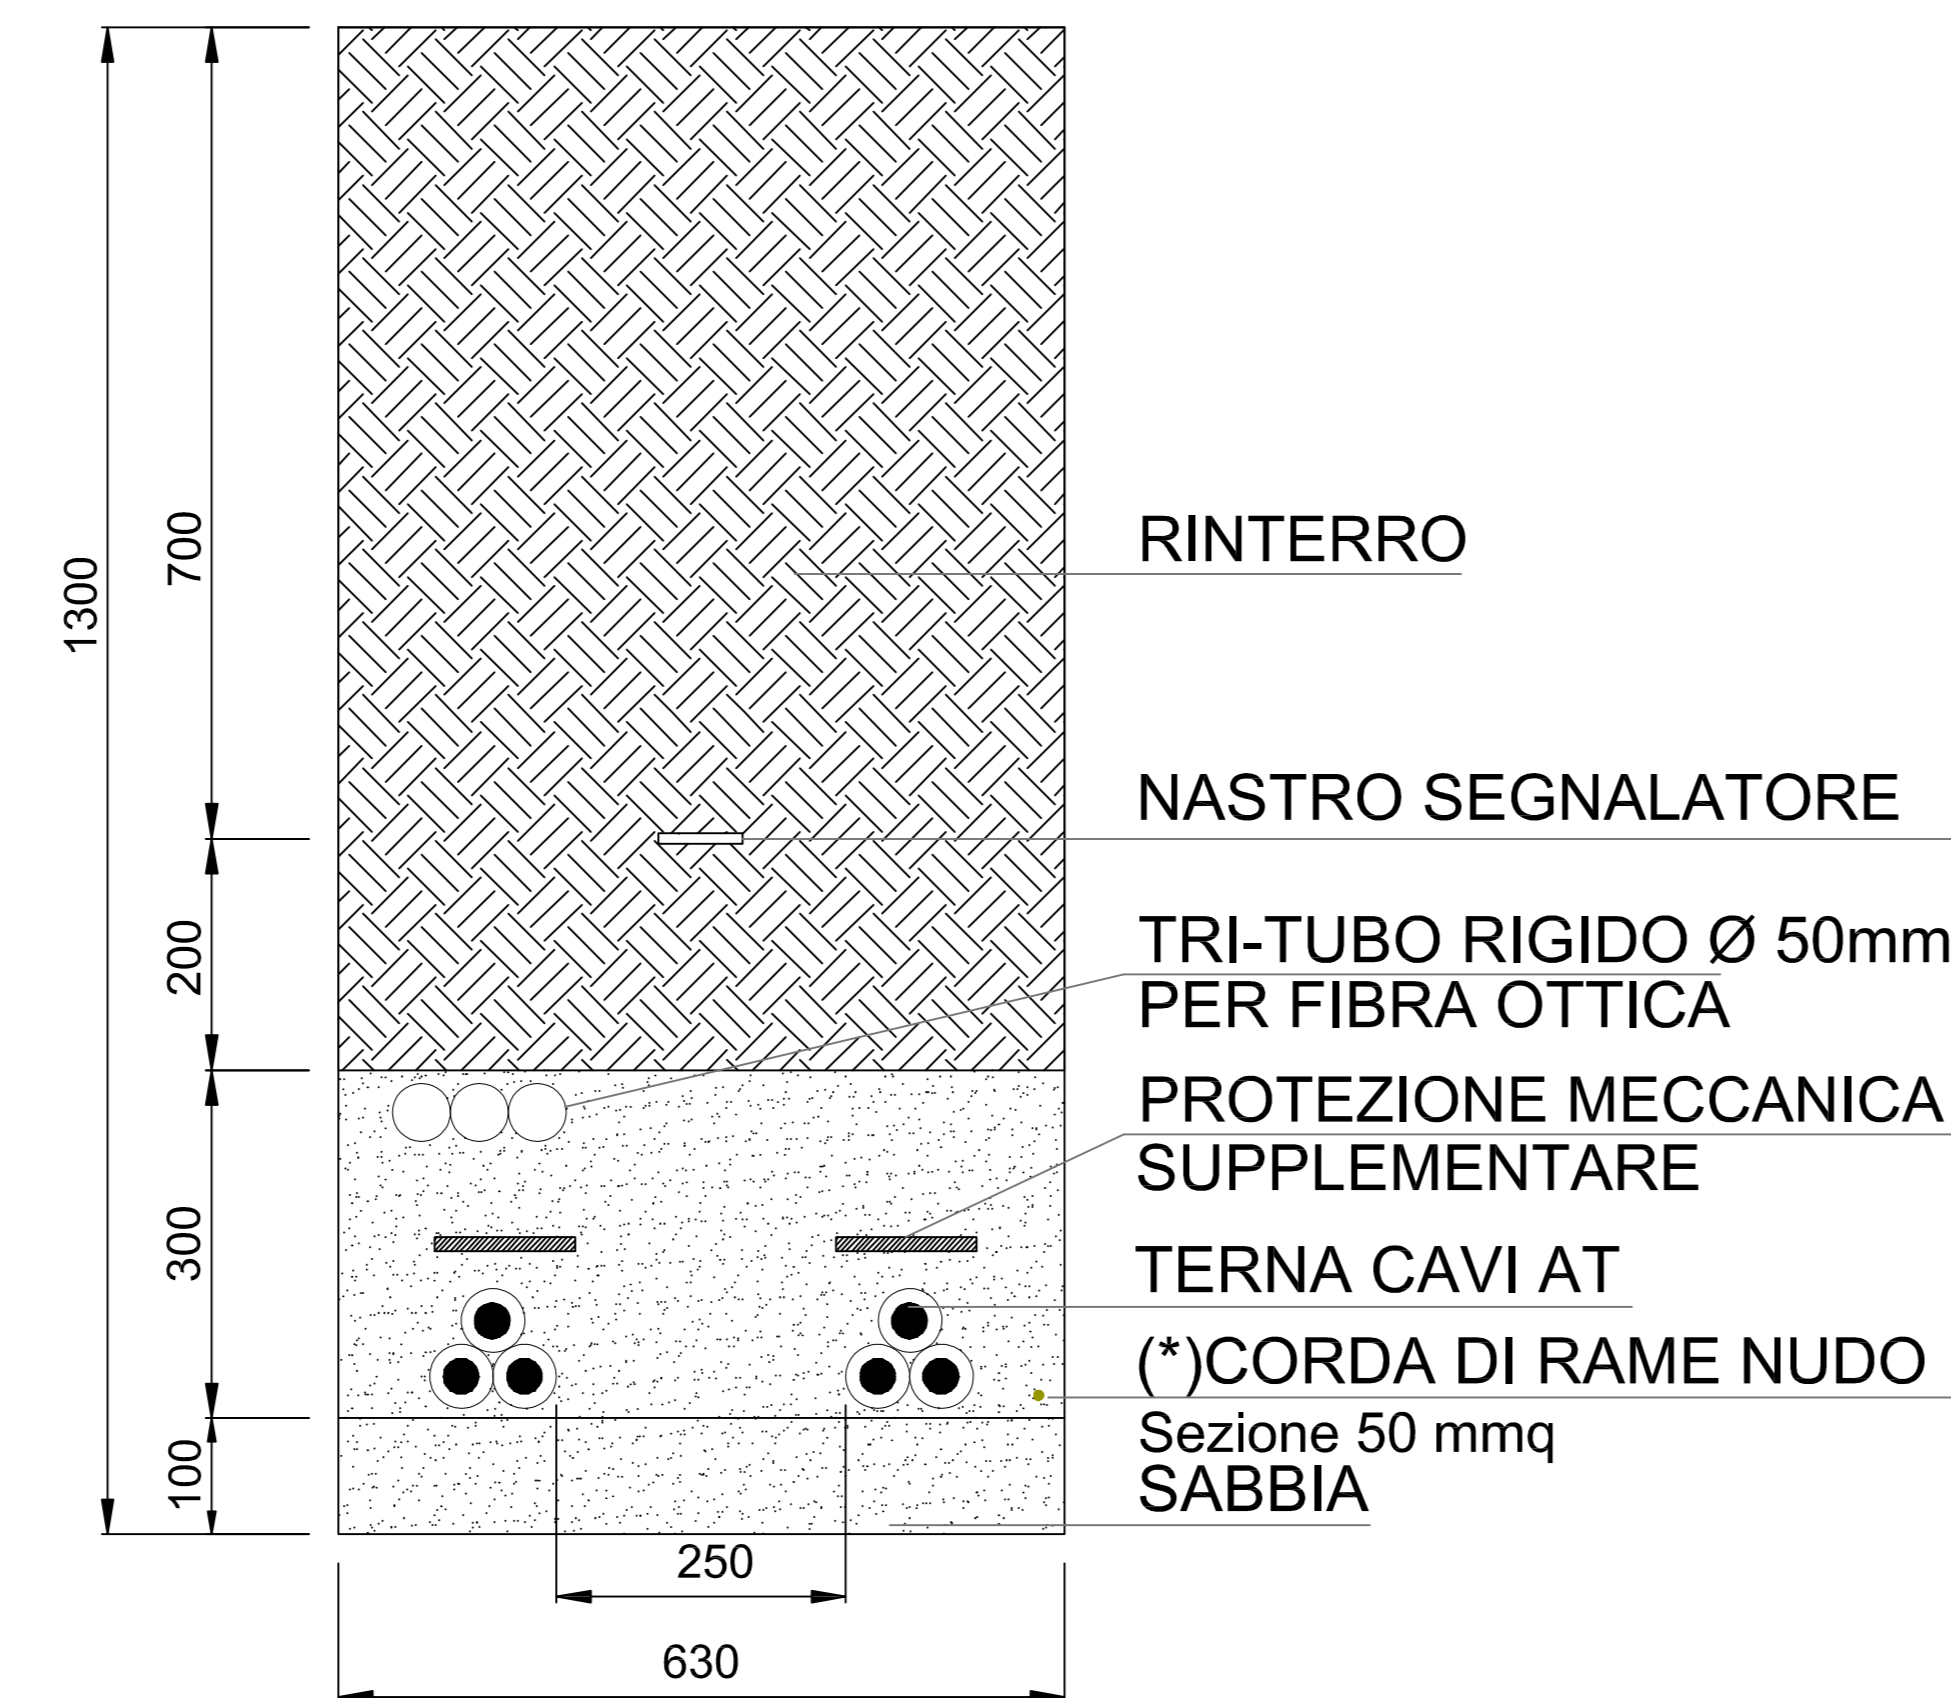 1300
700
200
300
100
RINTERRO
NASTRO SEGNALATORE
TRI-TUBO RIGIDO Ø 50mm
PER FIBRA OTTICA
PROTEZIONE MECCANICA
SUPPLEMENTARE
TERNA CAVI AT
(*)CORDA DI RAME NUDO
Sezione 50 mmq
SABBIA
250
630